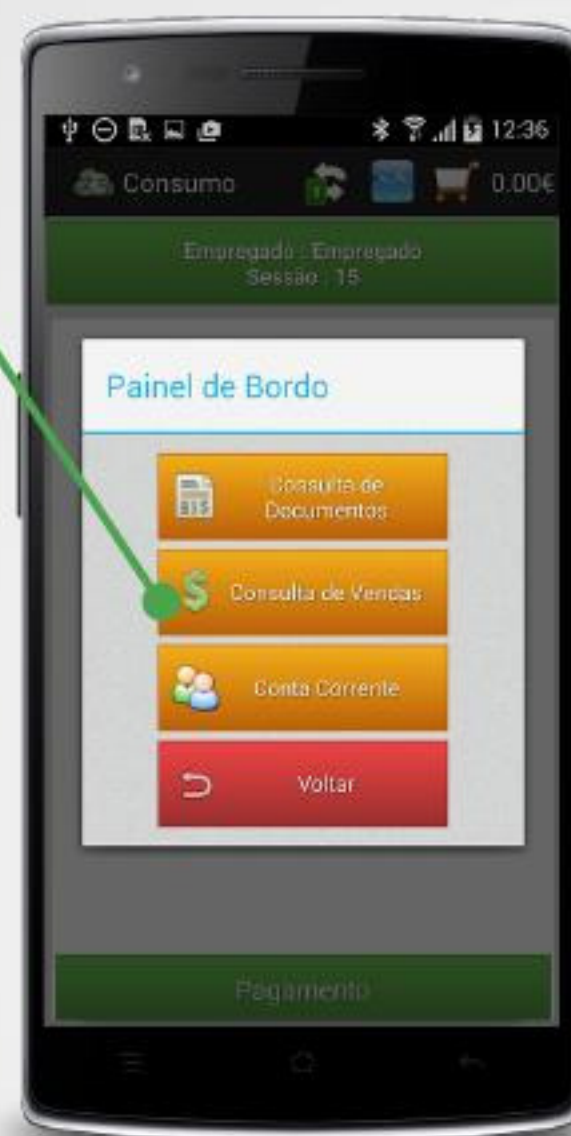 12:36
Consumo
0.00€
Empregado : Empregado
Sessão : 15
Painel de Bordo
Consulta de
Documentos
Consulta de Vendas
Conta Corrente
Voltar
Pagamento